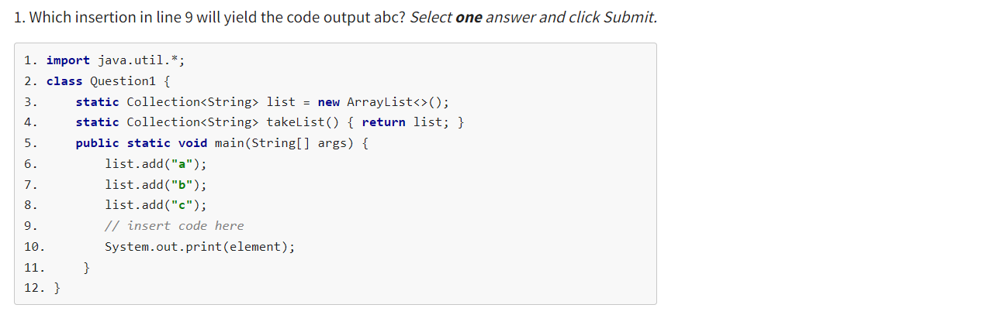 1. Which insertion in line 9 will yield the code output abc? Select one answer and click Submit.
1. import java.util.*;
2. class Question1 {
3.     static Collection<String> list = new ArrayList<>();
4.     static Collection<String> takeList() { return list; }
5.     public static void main(String[] args) {
6.         list.add("a");
7.         list.add("b");
8.         list.add("c");
9.         // insert code here
10.        System.out.print(element);
11.     }
12. }